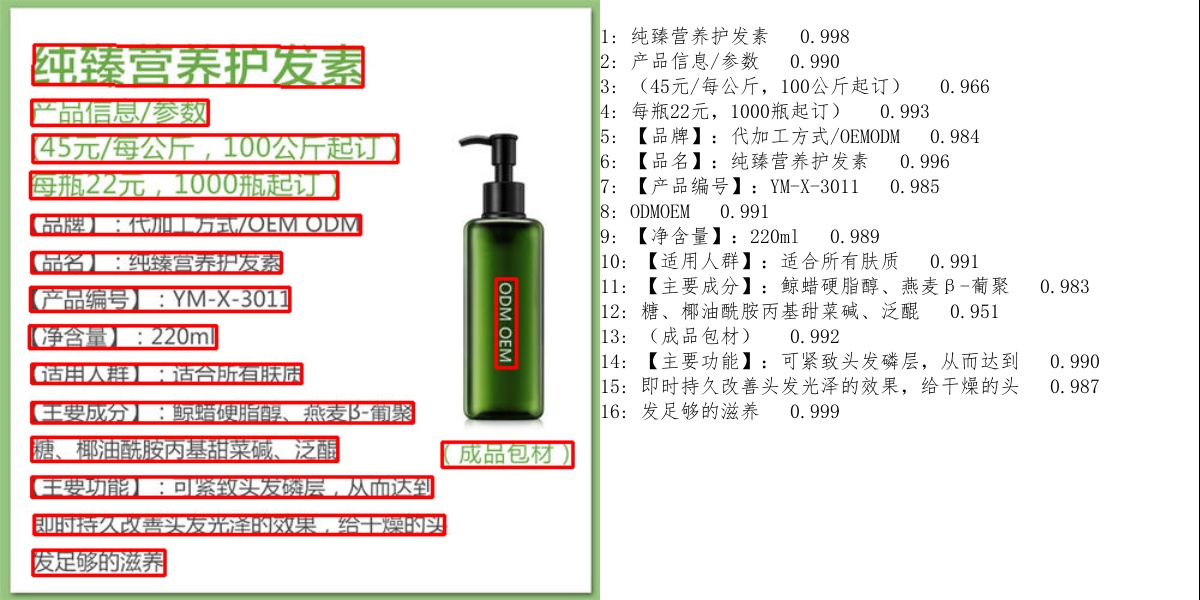 纯臻营养护发素
产品信息/参数
(45元/每公斤，100公斤起订)
每瓶22元，1000瓶起订)
【品牌】：代加工方式/OEM ODM
【品名】：纯臻营养护发素
【产品编号】：YM-X-3011
【净含量】：220ml
【适用人群】：适合所有肤质
【主要成分】：鲸蜡硬脂醇、燕麦β-葡聚
糖、椰油酰胺丙基甜菜碱、泛醌
【主要功能】：可紧致头发磷层，从而达到
即时持久改善头发光泽的效果，给干燥的头
发足够的滋养
ODM OEM
(成品包材)
1: 纯臻营养护发素 0.998
2: 产品信息/参数 0.990
3: （45元/每公斤，100公斤起订） 0.966
4: 每瓶22元，1000瓶起订） 0.993
5: 【品牌】：代加工方式/OEMODM 0.984
6: 【品名】：纯臻营养护发素 0.996
7: 【产品编号】：YM-X-3011 0.985
8: ODMOEM 0.991
9: 【净含量】：220ml 0.989
10: 【适用人群】：适合所有肤质 0.991
11: 【主要成分】：鲸蜡硬脂醇、燕麦β-葡聚 0.983
12: 糖、椰油酰胺丙基甜菜碱、泛醌 0.951
13: （成品包材） 0.992
14: 【主要功能】：可紧致头发磷层，从而达到 0.990
15: 即时持久改善头发光泽的效果，给干燥的头 0.987
16: 发足够的滋养 0.999